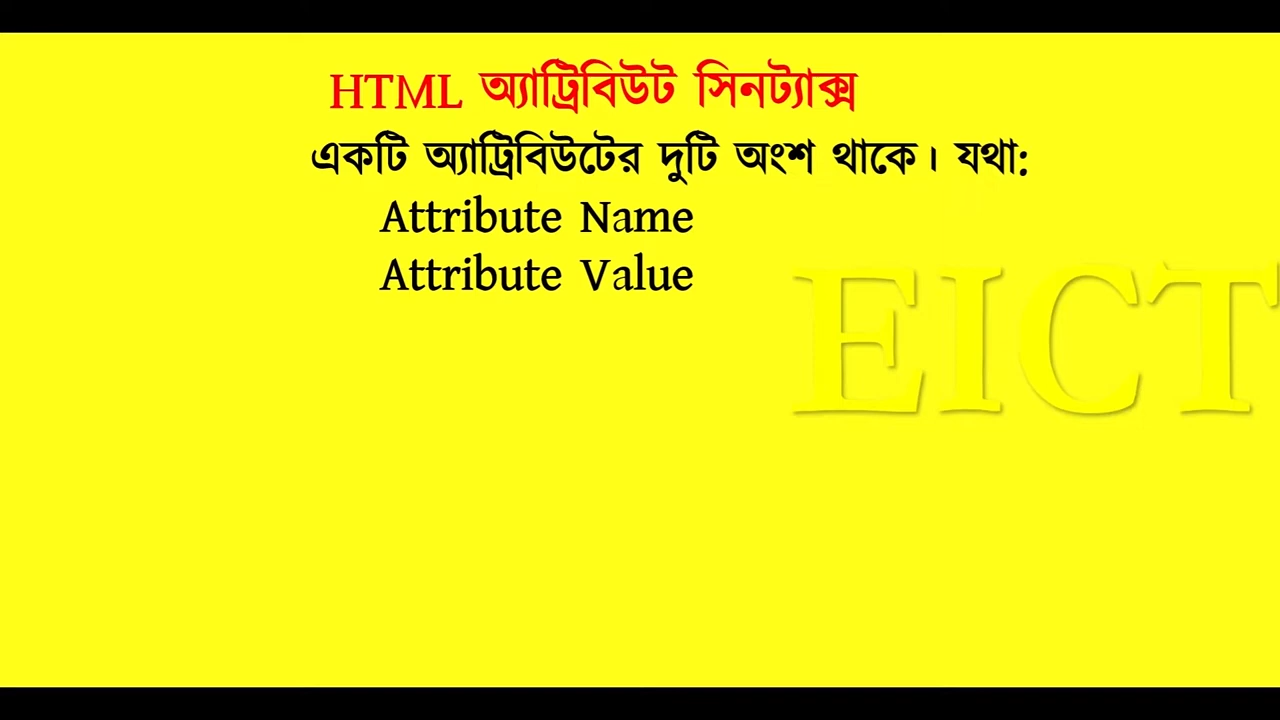 HTML অ্যাট্রিবিউট সিনট্যাক্স
একটি অ্যাট্রিবিউটের দুটি অংশ থাকে। যথা:
Attribute Name
Attribute Value
EICT